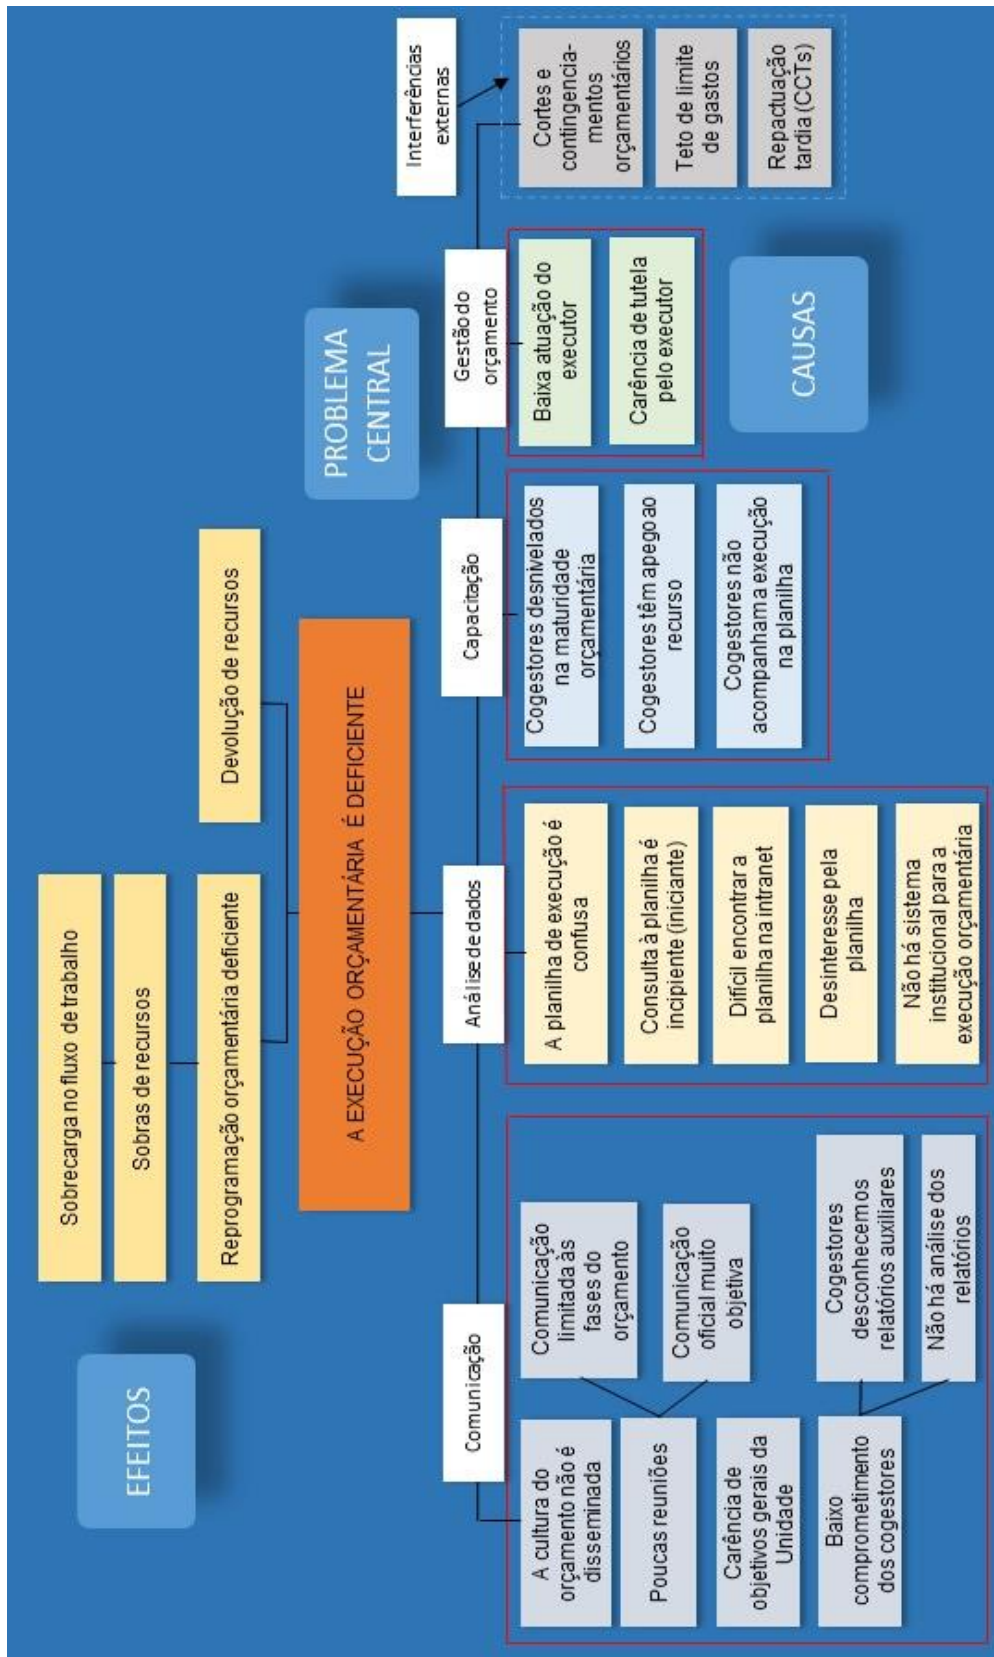 EFEITOS
Sobrecarga no fluxo de trabalho
Sobras de recursos
Reprogramação orçamentária deficiente
Devolução de recursos
PROBLEMA
CENTRAL
A EXECUÇÃO ORÇAMENTÁRIA É DEFICIENTE
Interferências
externas
Comunicação
Análise de dados
Capacitação
Gestão do
orçamento
A cultura do
orçamento não é
disseminada
Poucas reuniões
Carência de
objetivos gerais da
Unidade
Baixo
comprometimento
dos cogestores
Comunicação
limitada às
fases do
orçamento
Comunicação
oficial muito
objetiva
Cogestores
desconhecemos
relatórios auxiliares
Não há análise dos
relatórios
A planilha de execução é
confusa
Consulta à planilha é
incipiente (iniciante)
Difícil encontrar a
planilha na intranet
Desinteresse pela
planilha
Não há sistema
institucional para a
execução orçamentária
Cogestores desnivelados
na maturidade
orçamentária
Cogestores têm apego ao
recurso
Cogestores não
acompanham a execução
na planilha
Baixa atuação do
executor
Carência de tutela
pelo executor
Cortes e
contingencia-
mentos
orçamentários
Teto de limite
de gastos
Repactuação
tardia (CCTs)
CAUSAS